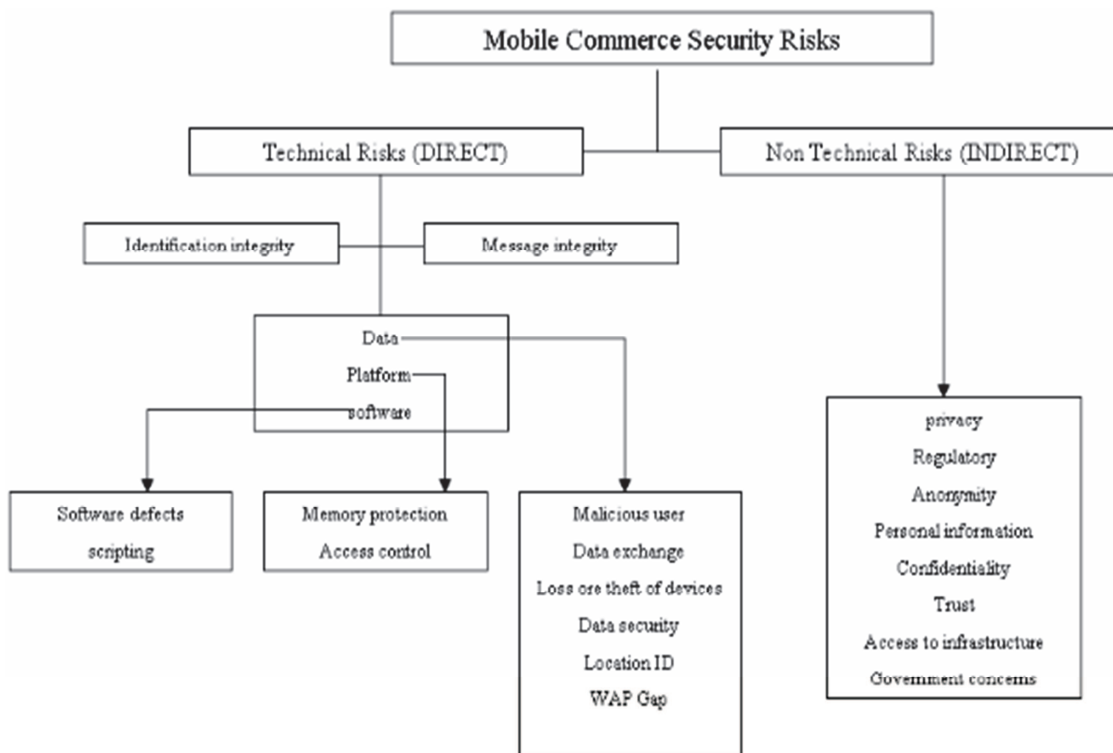 Mobile Commerce Security Risks
Technical Risks (DIRECT)
Non Technical Risks (INDIRECT)
Identification integrity
Message integrity
Data
Platform
software
Software defects
scripting
Memory protection
Access control
Malicious user
Data exchange
Loss ore theft of devices
Data security
Location ID
WAP Gap
privacy
Regulatory
Anonymity
Personal information
Confidentiality
Trust
Access to infrastructure
Government concerns